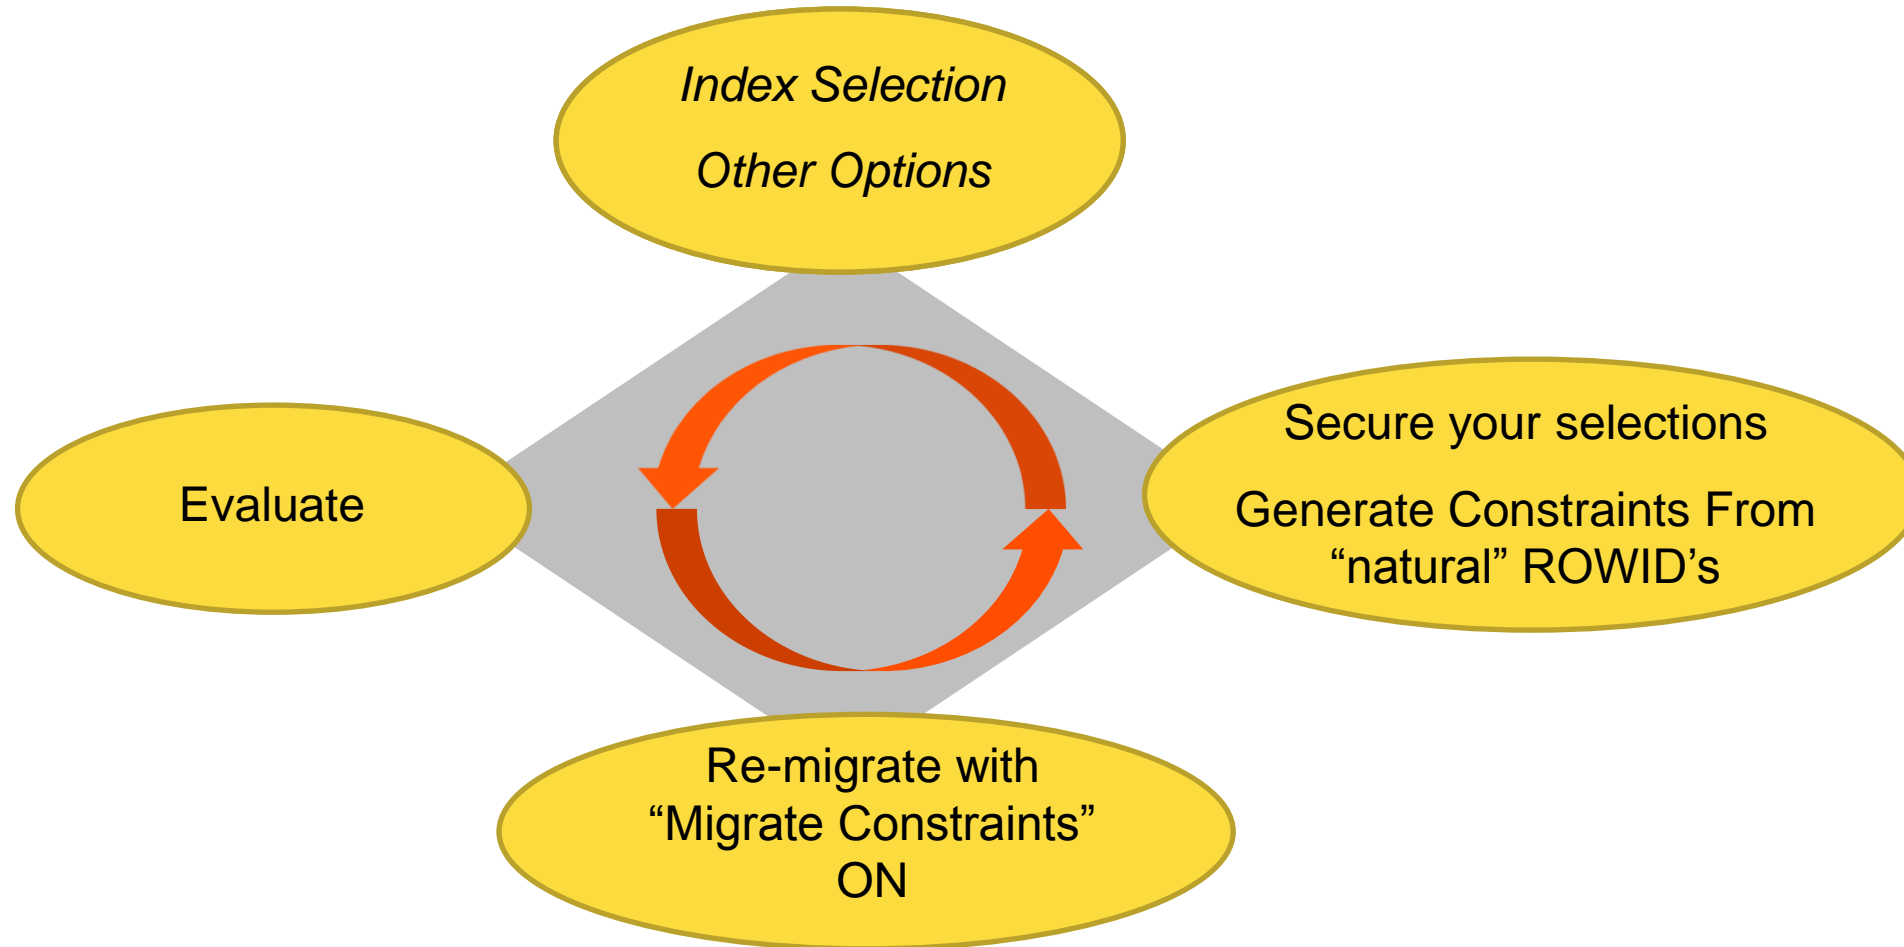 Index Selection
Other Options
Secure your selections
Generate Constraints From
“natural” ROWID’s
Evaluate
Re-migrate with
“Migrate Constraints”
ON